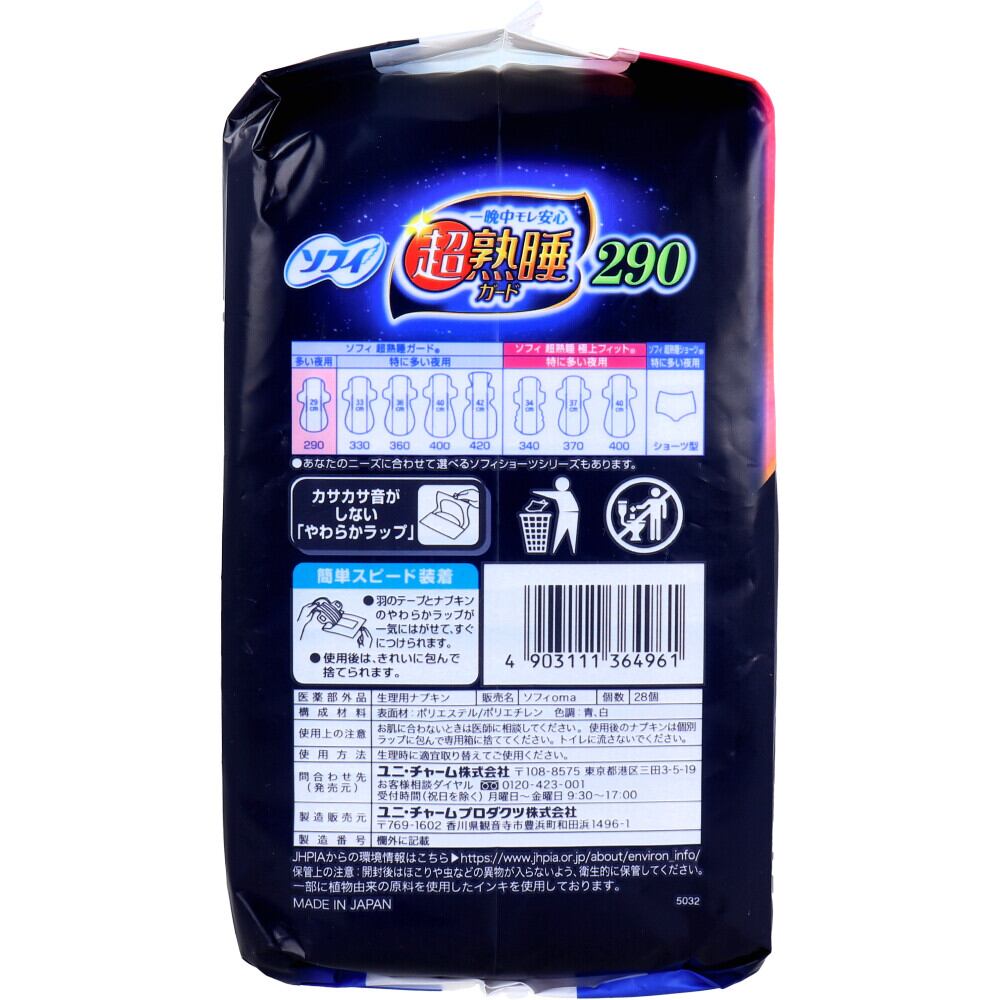 一晩中モレ安心
ソフィ 超熟睡 ガード 290
ソフィ 超熟睡ガード® ソフィ 超熟睡 極上フィット® ソフィ 超熟睡ショーツ®
多い夜用 特に多い夜用 特に多い夜用 特に多い夜用
29cm 33cm 36cm 40cm 42cm 34cm 37cm 40cm
290 330 360 400 420 340 370 400 ショーツ型
●あなたのニーズに合わせて選べるソフィショーツシリーズもあります。
カサカサ音が
しない
「やわらかラップ」
簡単スピード装着
●羽のテープとナプキン
のやわらかラップが
一気にはがせて、すぐ
につけられます。
●使用後は、きれいに包んで
捨てられます。
4 903111 364961
医薬部外品 生理用ナプキン 販売名 ソフィoma 個数 28個
構成材料 表面材:ポリエステル/ポリエチレン 色調:青、白
使用上の注意 お肌に合わないときは医師に相談してください。使用後のナプキンは個別
ラップに包んで専用箱に捨ててください。トイレに流さないでください。
使用方法 生理時に適宜取り替えてご使用ください。
問合わせ先
(発売元)
ユニ・チャーム株式会社 〒108-8575 東京都港区三田3-5-19
お客様相談ダイヤル 0120-423-001
受付時間(祝日を除く) 月曜日～金曜日 9:30～17:00
製造販売元 ユニ・チャームプロダクツ株式会社
〒769-1602 香川県観音寺市豊浜町和田浜1496-1
製造番号 欄外に記載
JHPIAからの環境情報はこちら▶https://www.jhpia.or.jp/about/environ_info/
保管上の注意:開封後はほこりや虫などの異物が入らないよう、衛生的に保管してください。
一部に植物由来の原料を使用したインキを使用しております。
MADE IN JAPAN 5032